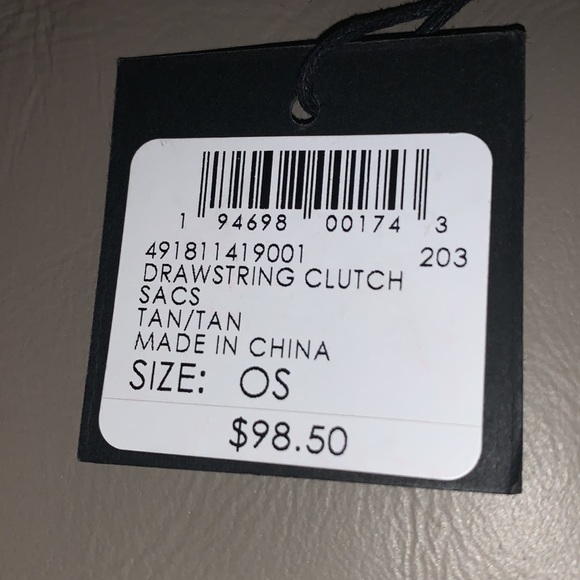 1 94698 00174 3
491811419001 203
DRAWSTRING CLUTCH
SACS
TAN/TAN
MADE IN CHINA
SIZE: OS
$98.50